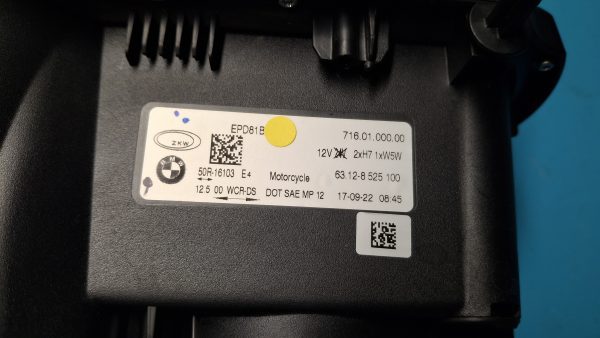 EPD81B 716.01.000.00
ZKW
12V 2xH7 1xW5W
BMW
50R-16103 E4 Motorcycle 63.12-8 525 100
12.5 00 WCR-DS DOT SAE MP 12 17-09-22 08:45